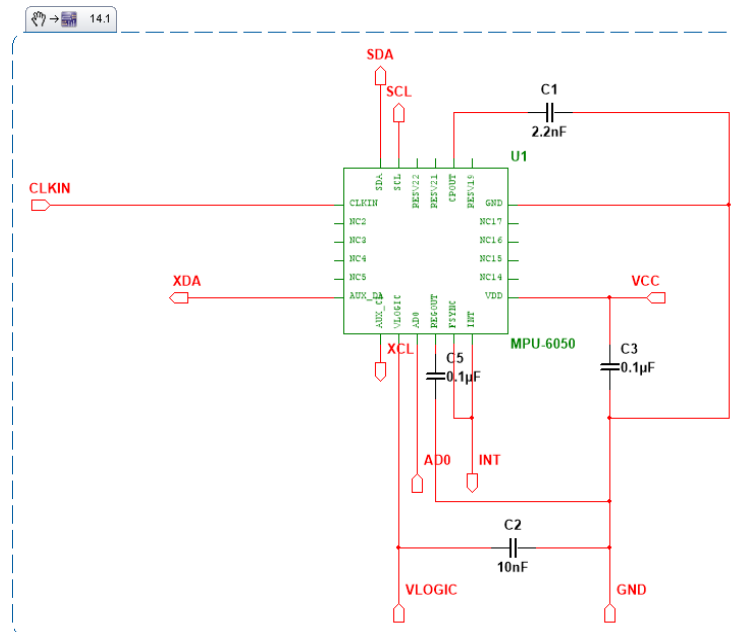 14.1
SDA
SCL
C1
2.2nF
U1
CLKIN
SDA
SCL
RESV22
RESV21
CPOUT
RESV19
CLKIN
GND
NC2
NC17
NC3
NC16
NC4
NC15
NC5
NC14
XDA
AUX_DA
VDD
VCC
AUX_CL
VLOGIC
AD0
REGOUT
FSYNC
INT
MPU-6050
XCL
C5
0.1µF
C3
0.1µF
AD0
INT
C2
10nF
VLOGIC
GND